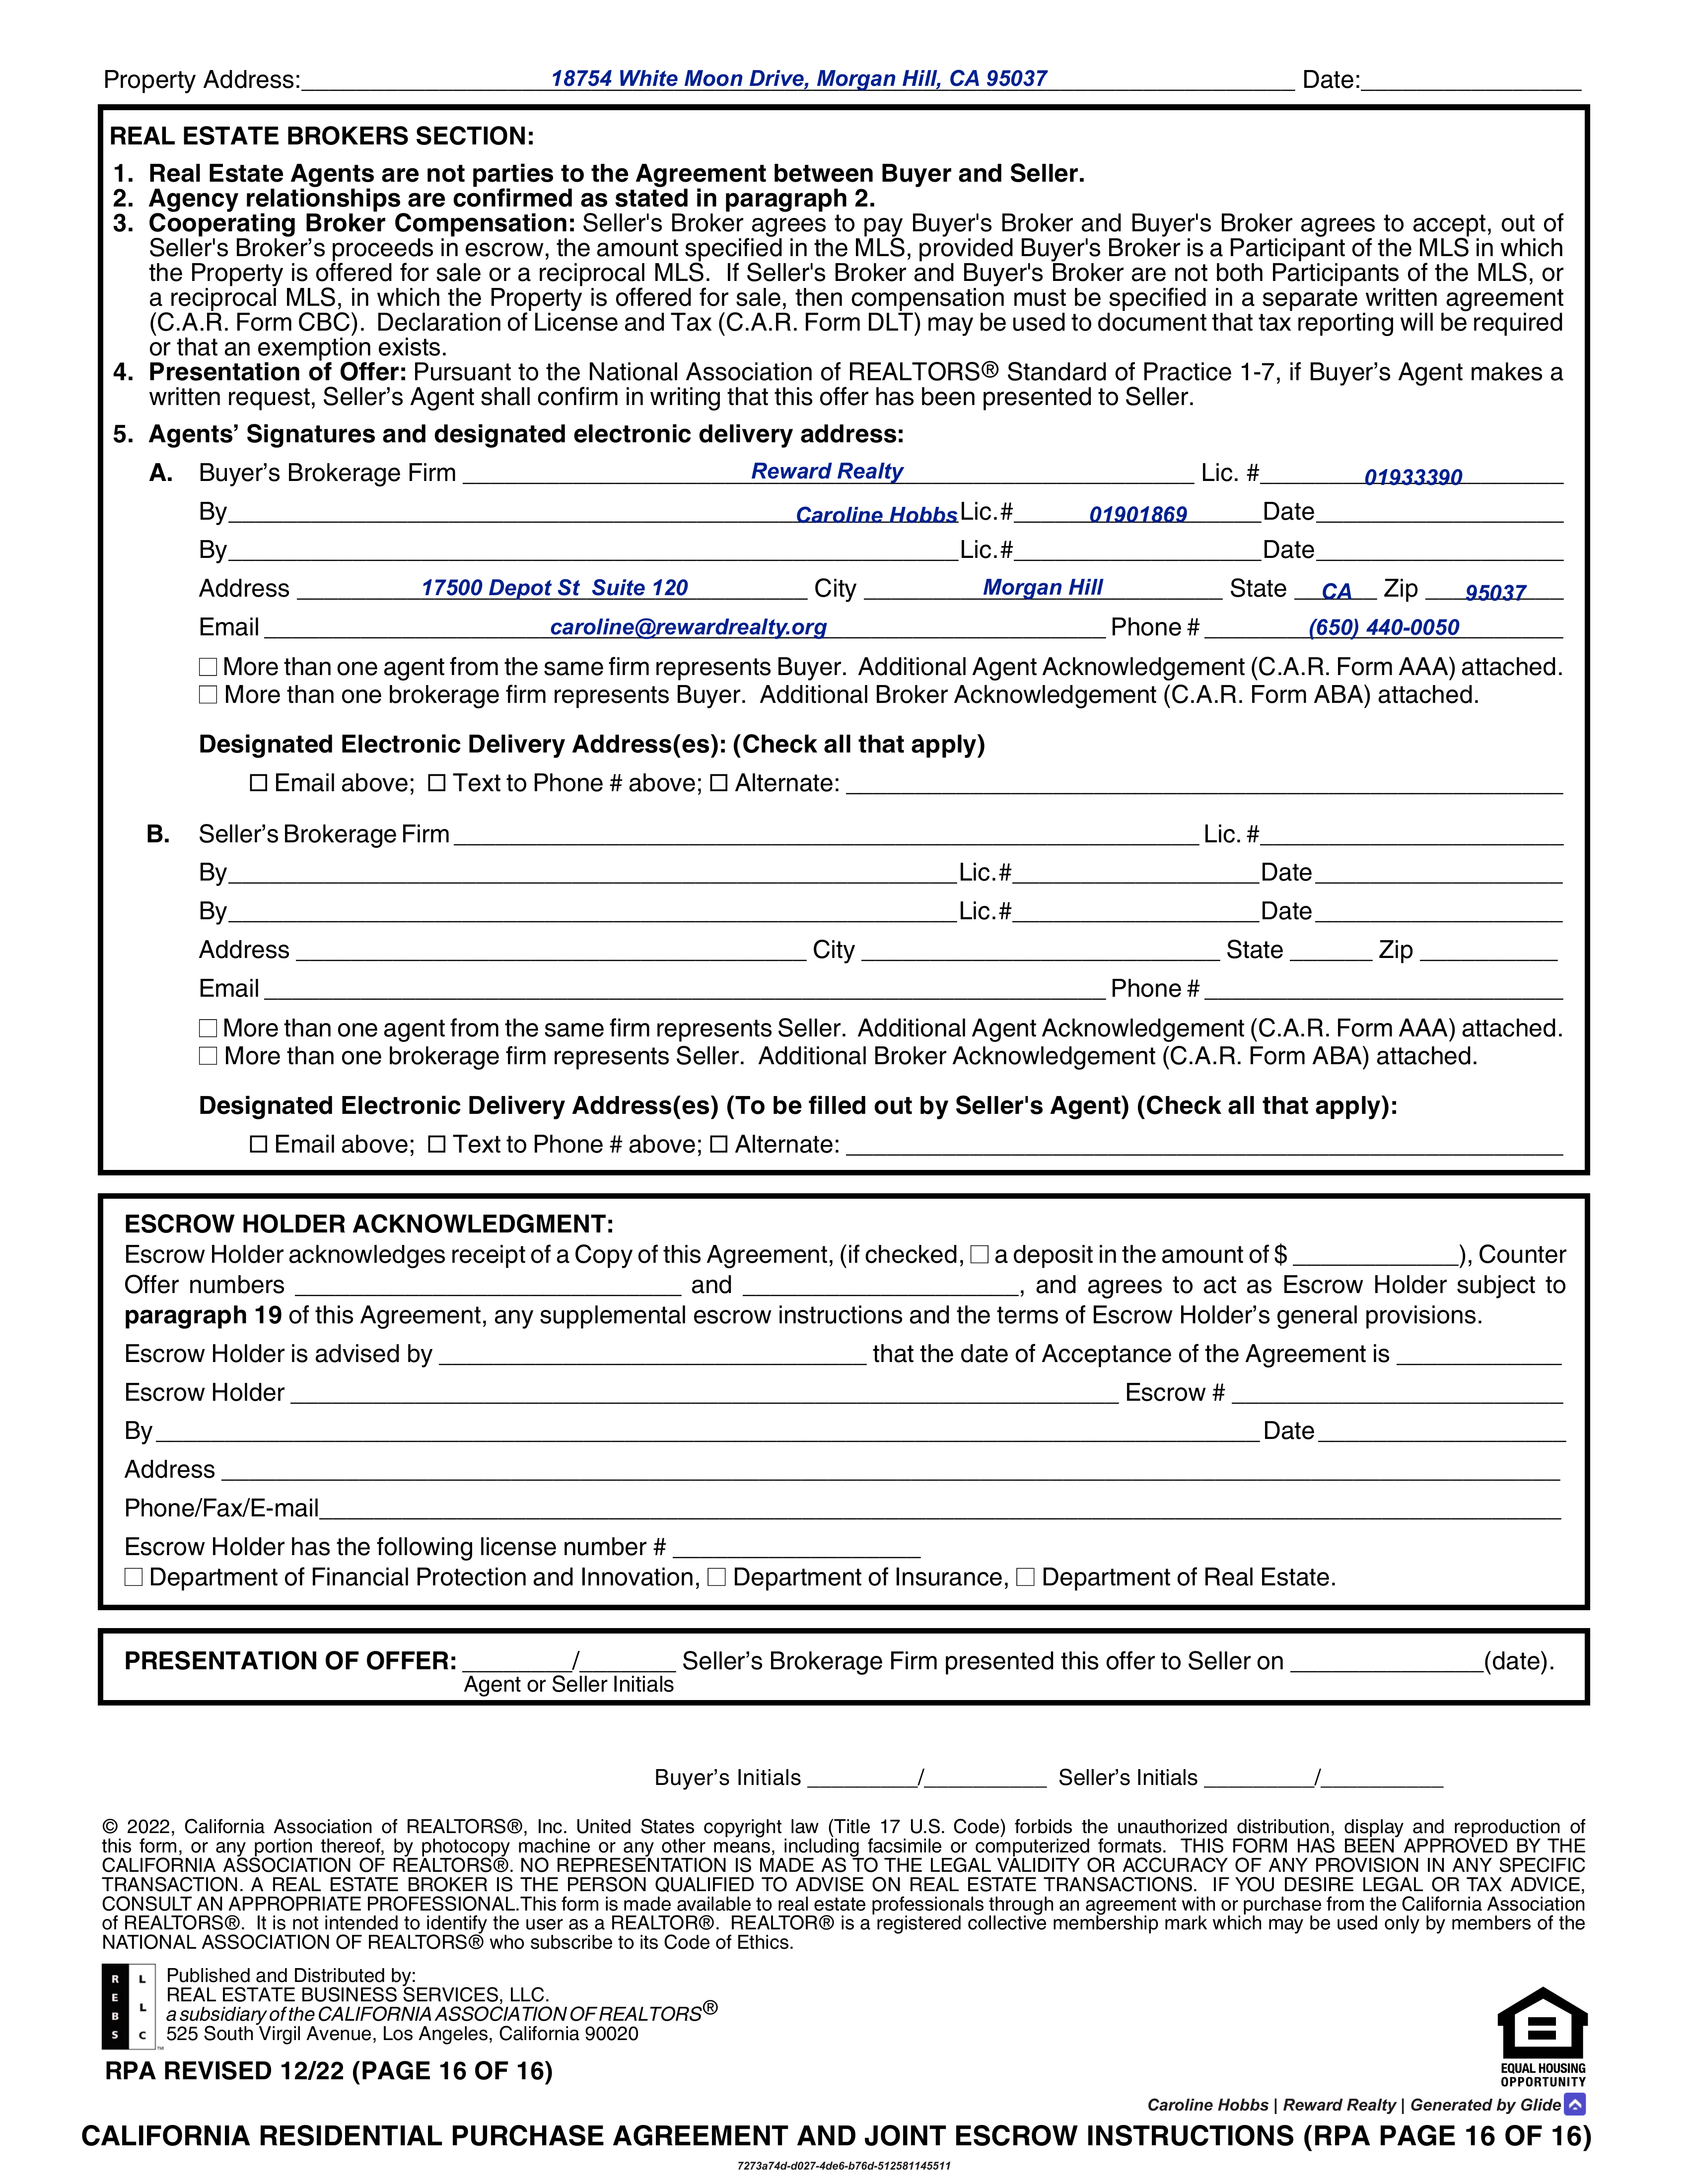 Property Address: 18754 White Moon Drive, Morgan Hill, CA 95037 Date:
REAL ESTATE BROKERS SECTION:
1. Real Estate Agents are not parties to the Agreement between Buyer and Seller.
2. Agency relationships are confirmed as stated in paragraph 2.
3. Cooperating Broker Compensation: Seller's Broker agrees to pay Buyer's Broker and Buyer's Broker agrees to accept, out of
Seller's Broker's proceeds in escrow, the amount specified in the MLS, provided Buyer's Broker is a Participant of the MLS in which
the Property is offered for sale or a reciprocal MLS. If Seller's Broker and Buyer's Broker are not both Participants of the MLS, or
a reciprocal MLS, in which the Property is offered for sale, then compensation must be specified in a separate written agreement
(C.A.R. Form CBC). Declaration of License and Tax (C.A.R. Form DLT) may be used to document that tax reporting will be required
or that an exemption exists.
4. Presentation of Offer: Pursuant to the National Association of REALTORS® Standard of Practice 1-7, if Buyer's Agent makes a
written request, Seller's Agent shall confirm in writing that this offer has been presented to Seller.
5. Agents' Signatures and designated electronic delivery address:
A. Buyer's Brokerage Firm Reward Realty Lic. # 01933390
By Caroline Hobbs Lic.# 01901869 Date
By Lic.# Date
Address 17500 Depot St Suite 120 City Morgan Hill State CA Zip 95037
Email caroline@rewardrealty.org Phone # (650) 440-0050
☐ More than one agent from the same firm represents Buyer. Additional Agent Acknowledgement (C.A.R. Form AAA) attached.
☐ More than one brokerage firm represents Buyer. Additional Broker Acknowledgement (C.A.R. Form ABA) attached.
Designated Electronic Delivery Address(es): (Check all that apply)
☐ Email above; ☐ Text to Phone # above; ☐ Alternate:
B. Seller's Brokerage Firm Lic. #
By Lic.# Date
By Lic.# Date
Address City State Zip
Email Phone #
☐ More than one agent from the same firm represents Seller. Additional Agent Acknowledgement (C.A.R. Form AAA) attached.
☐ More than one brokerage firm represents Seller. Additional Broker Acknowledgement (C.A.R. Form ABA) attached.
Designated Electronic Delivery Address(es) (To be filled out by Seller's Agent) (Check all that apply):
☐ Email above; ☐ Text to Phone # above; ☐ Alternate:
ESCROW HOLDER ACKNOWLEDGMENT:
Escrow Holder acknowledges receipt of a Copy of this Agreement, (if checked, ☐ a deposit in the amount of $ ), Counter
Offer numbers and , and agrees to act as Escrow Holder subject to
paragraph 19 of this Agreement, any supplemental escrow instructions and the terms of Escrow Holder's general provisions.
Escrow Holder is advised by that the date of Acceptance of the Agreement is
Escrow Holder Escrow #
By Date
Address
Phone/Fax/E-mail
Escrow Holder has the following license number #
☐ Department of Financial Protection and Innovation, ☐ Department of Insurance, ☐ Department of Real Estate.
PRESENTATION OF OFFER: / Seller's Brokerage Firm presented this offer to Seller on (date).
Agent or Seller Initials
Buyer's Initials / Seller's Initials /
© 2022, California Association of REALTORS®, Inc. United States copyright law (Title 17 U.S. Code) forbids the unauthorized distribution, display and reproduction of
this form, or any portion thereof, by photocopy machine or any other means, including facsimile or computerized formats. THIS FORM HAS BEEN APPROVED BY THE
CALIFORNIA ASSOCIATION OF REALTORS®. NO REPRESENTATION IS MADE AS TO THE LEGAL VALIDITY OR ACCURACY OF ANY PROVISION IN ANY SPECIFIC
TRANSACTION. A REAL ESTATE BROKER IS THE PERSON QUALIFIED TO ADVISE ON REAL ESTATE TRANSACTIONS. IF YOU DESIRE LEGAL OR TAX ADVICE,
CONSULT AN APPROPRIATE PROFESSIONAL.This form is made available to real estate professionals through an agreement with or purchase from the California Association
of REALTORS®. It is not intended to identify the user as a REALTOR®. REALTOR® is a registered collective membership mark which may be used only by members of the
NATIONAL ASSOCIATION OF REALTORS® who subscribe to its Code of Ethics.
REBS LLC™
Published and Distributed by:
REAL ESTATE BUSINESS SERVICES, LLC.
a subsidiary of the CALIFORNIA ASSOCIATION OF REALTORS®
525 South Virgil Avenue, Los Angeles, California 90020
EQUAL HOUSING
OPPORTUNITY
RPA REVISED 12/22 (PAGE 16 OF 16)
Caroline Hobbs | Reward Realty | Generated by Glide
CALIFORNIA RESIDENTIAL PURCHASE AGREEMENT AND JOINT ESCROW INSTRUCTIONS (RPA PAGE 16 OF 16)
7273a74d-d027-4de6-b76d-512581145511